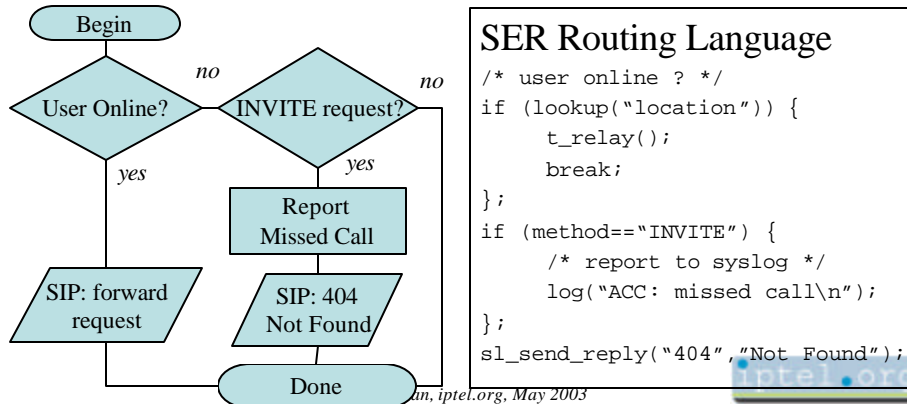 Begin
no
no
User Online?
INVITE request?
yes
yes
Report
Missed Call
SIP: forward
request
SIP: 404
Not Found
Done
SER Routing Language
/* user online ? */
if (lookup(“location”)) {
t_relay();
break;
};
if (method==“INVITE”) {
/* report to syslog */
log(“ACC: missed call\n”);
};
sl_send_reply(“404”,”Not Found”);
iptel.org
iptel.org, May 2003